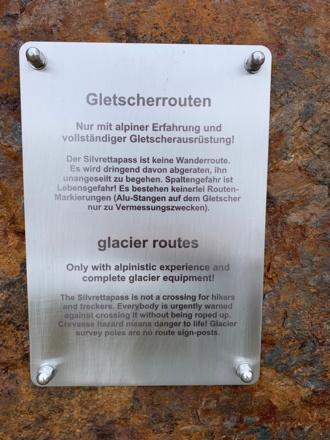 Gletscherrouten
Nur mit alpiner Erfahrung und
vollständiger Gletscherausrüstung!
Der Silvrettapass ist keine Wanderroute.
Es wird dringend davon abgeraten, ihn
unangeseilt zu begehen. Spaltengefahr ist
Lebensgefahr! Es bestehen keinerlei Routen-
Markierungen (Alu-Stangen auf dem Gletscher
nur zu Vermessungszwecken).
glacier routes
Only with alpinistic experience and
complete glacier equipment!
The Silvrettapass is not a crossing for hikers
and treckers. Everybody is urgently warned
against crossing it without being roped up.
Crevasse hazard means danger to life! Glacier
survey poles are no route sign-posts.